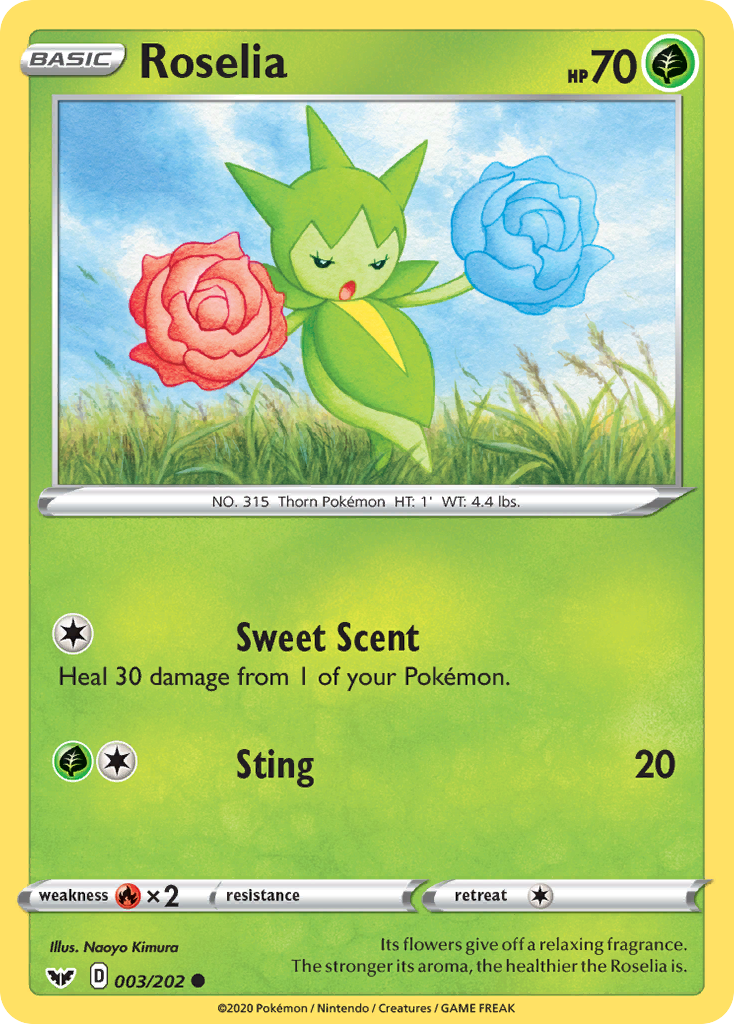 BASIC Roselia HP70
NO. 315 Thorn Pokémon HT: 1' WT: 4.4 lbs.
Sweet Scent
Heal 30 damage from 1 of your Pokémon.
Sting 20
weakness ×2 resistance retreat
Illus. Naoyo Kimura
Its flowers give off a relaxing fragrance.
The stronger its aroma, the healthier the Roselia is.
D 003/202
©2020 Pokémon / Nintendo / Creatures / GAME FREAK